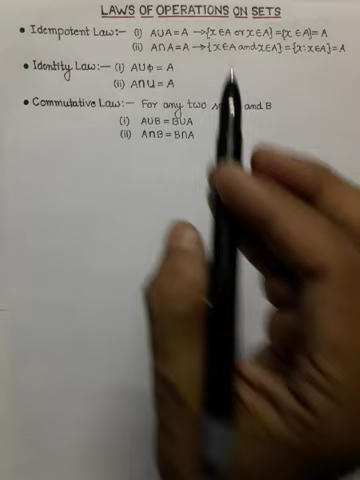 LAWS OF OPERATIONS ON SETS
• Idempotent Law:— (i) A∪A = A → {x∈A or x∈A} = {x∈A} = A
(ii) A∩A = A → {x∈A and x∈A} = {x: x∈A} = A
• Identity Law:— (i) A∪ϕ = A
(ii) A∩U = A
• Commutative Law:— For any two and B
(i) A∪B = B∪A
(ii) A∩B = B∩A